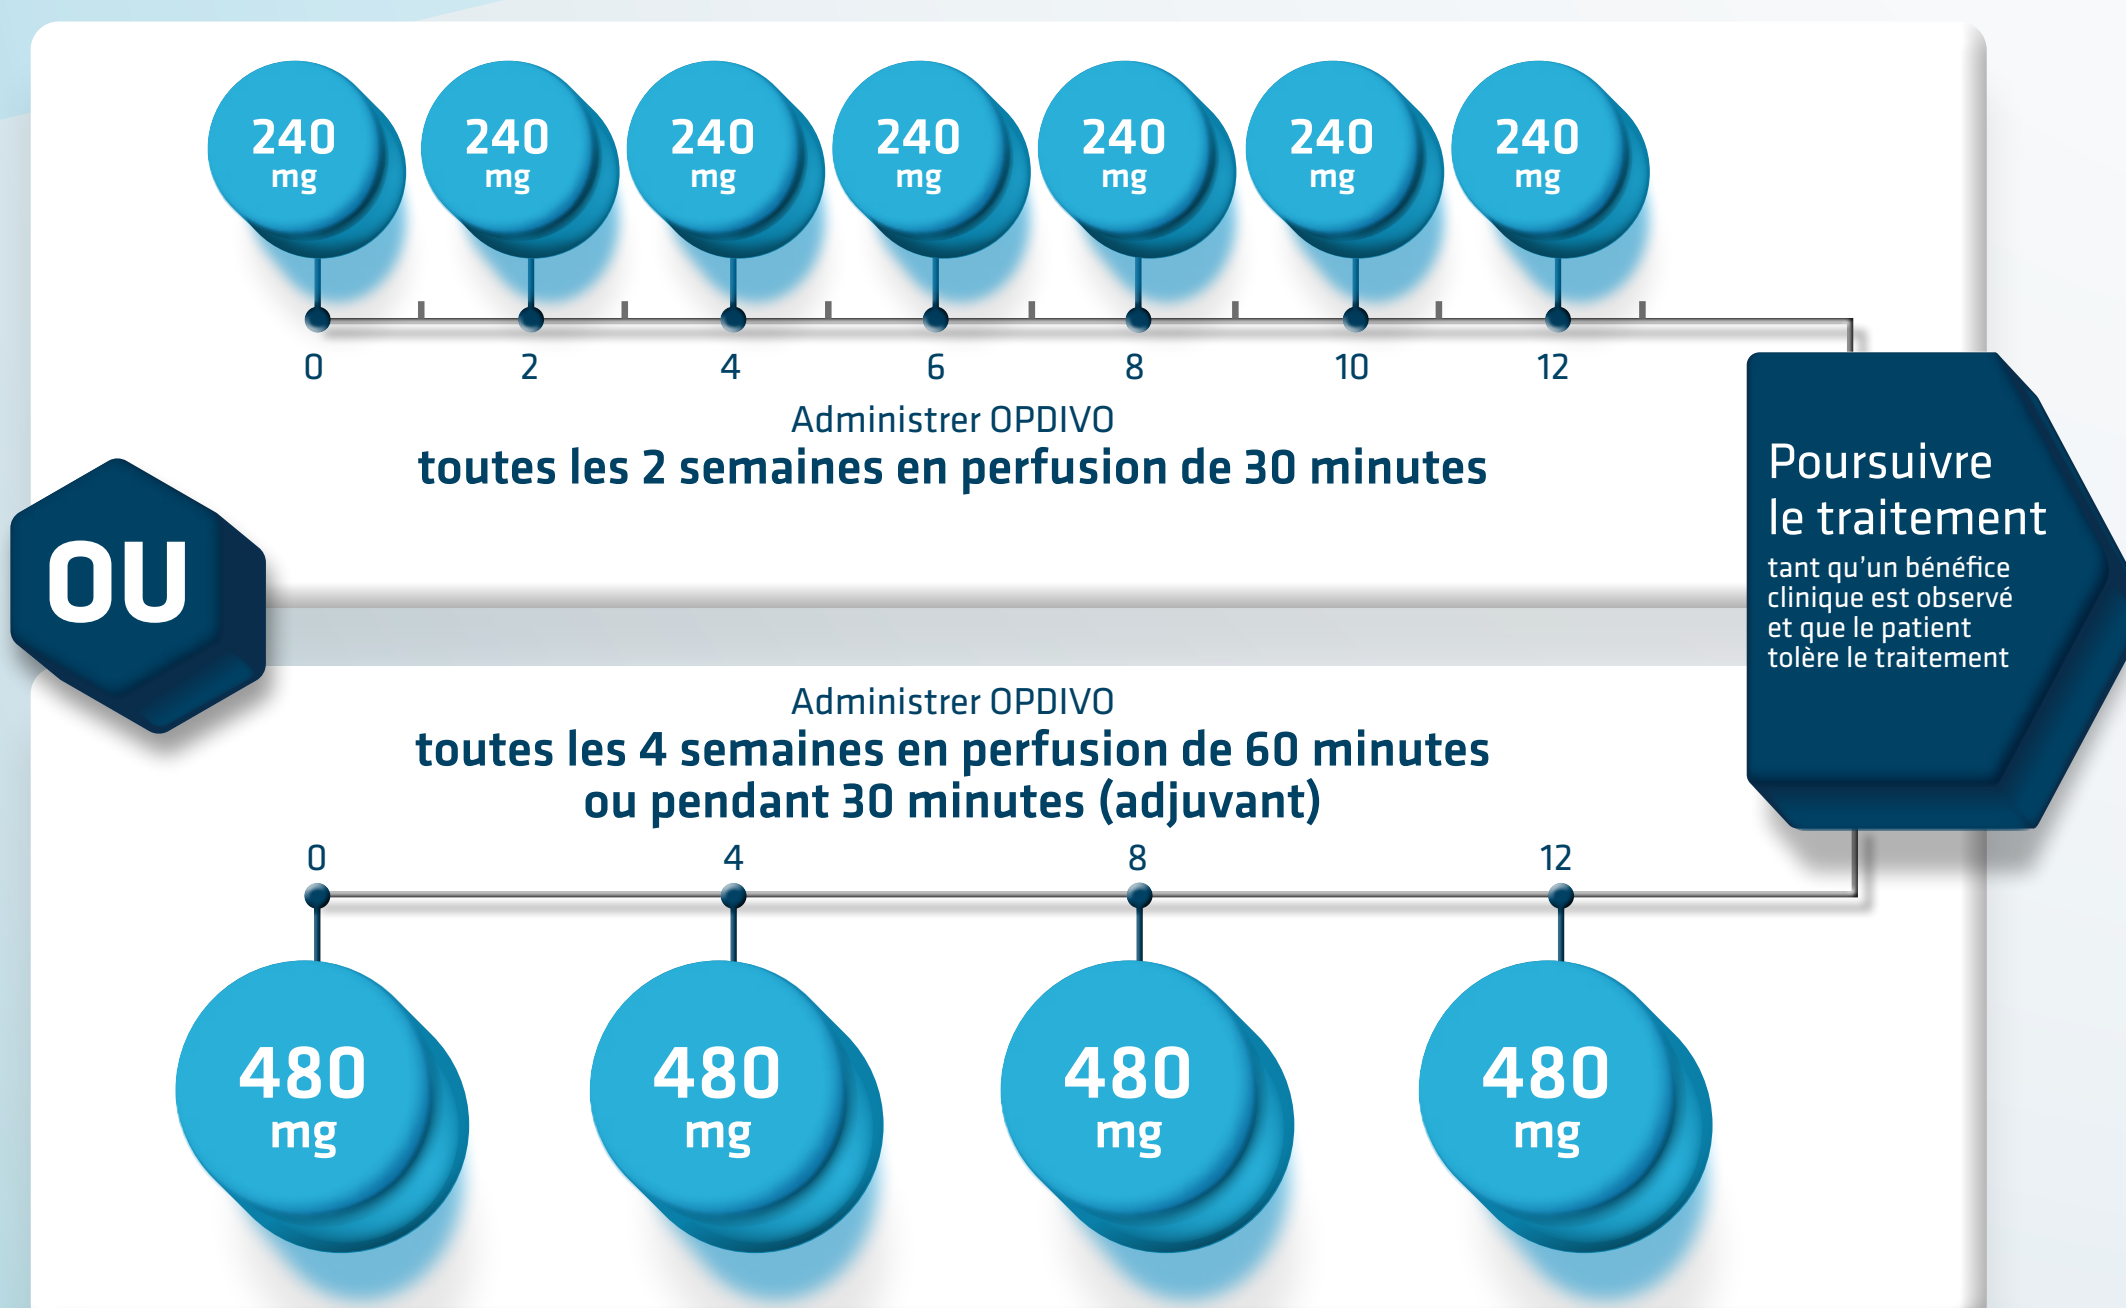 240 240 240 240 240 240 240
mg mg mg mg mg mg mg
0 2 4 6 8 10 12
Administrer OPDIVO
toutes les 2 semaines en perfusion de 30 minutes
OU
Poursuivre
le traitement
tant qu'un bénéfice
clinique est observé
et que le patient
tolère le traitement
Administrer OPDIVO
toutes les 4 semaines en perfusion de 60 minutes
ou pendant 30 minutes (adjuvant)
0 4 8 12
480 480 480 480
mg mg mg mg